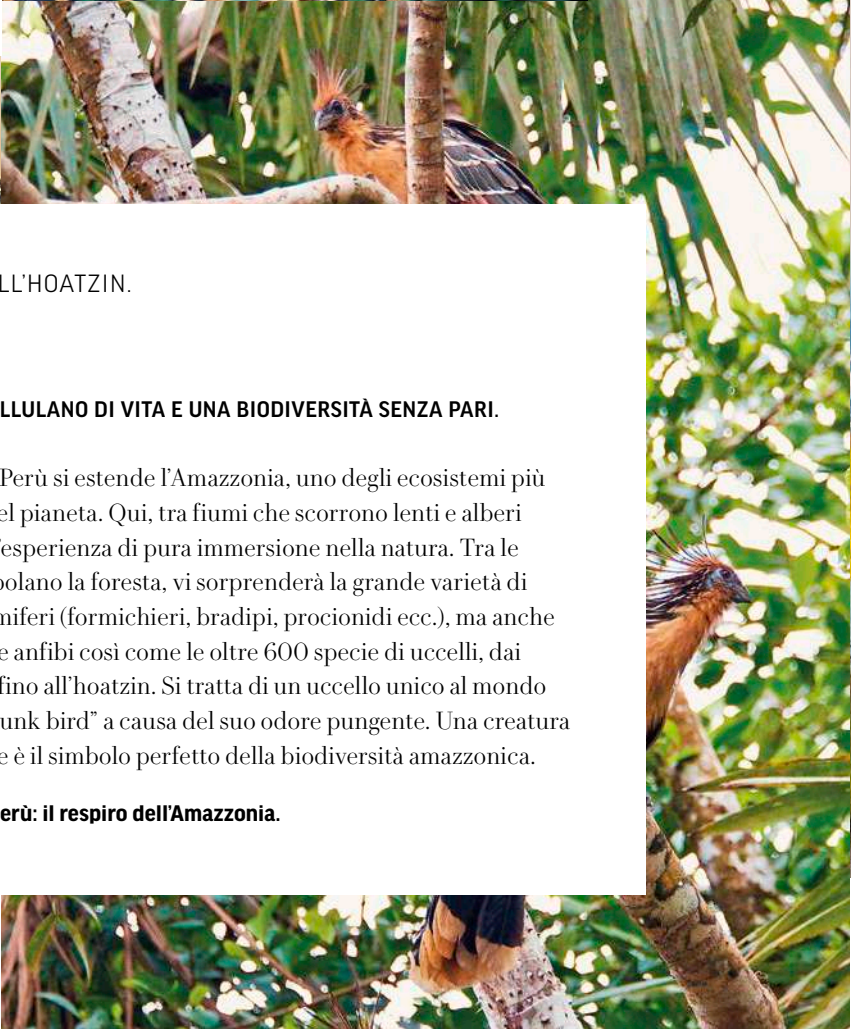 LL'HOATZIN.
LLULANO DI VITA E UNA BIODIVERSITÀ SENZA PARI.
Perù si estende l'Amazzonia, uno degli ecosistemi più
el pianeta. Qui, tra fiumi che scorrono lenti e alberi
'esperienza di pura immersione nella natura. Tra le
polano la foresta, vi sorprenderà la grande varietà di
miferi (formichieri, bradipi, procionidi ecc.), ma anche
e anfibi così come le oltre 600 specie di uccelli, dai
fino all'hoatzin. Si tratta di un uccello unico al mondo
unk bird” a causa del suo odore pungente. Una creatura
e è il simbolo perfetto della biodiversità amazzonica.
erù: il respiro dell'Amazzonia.